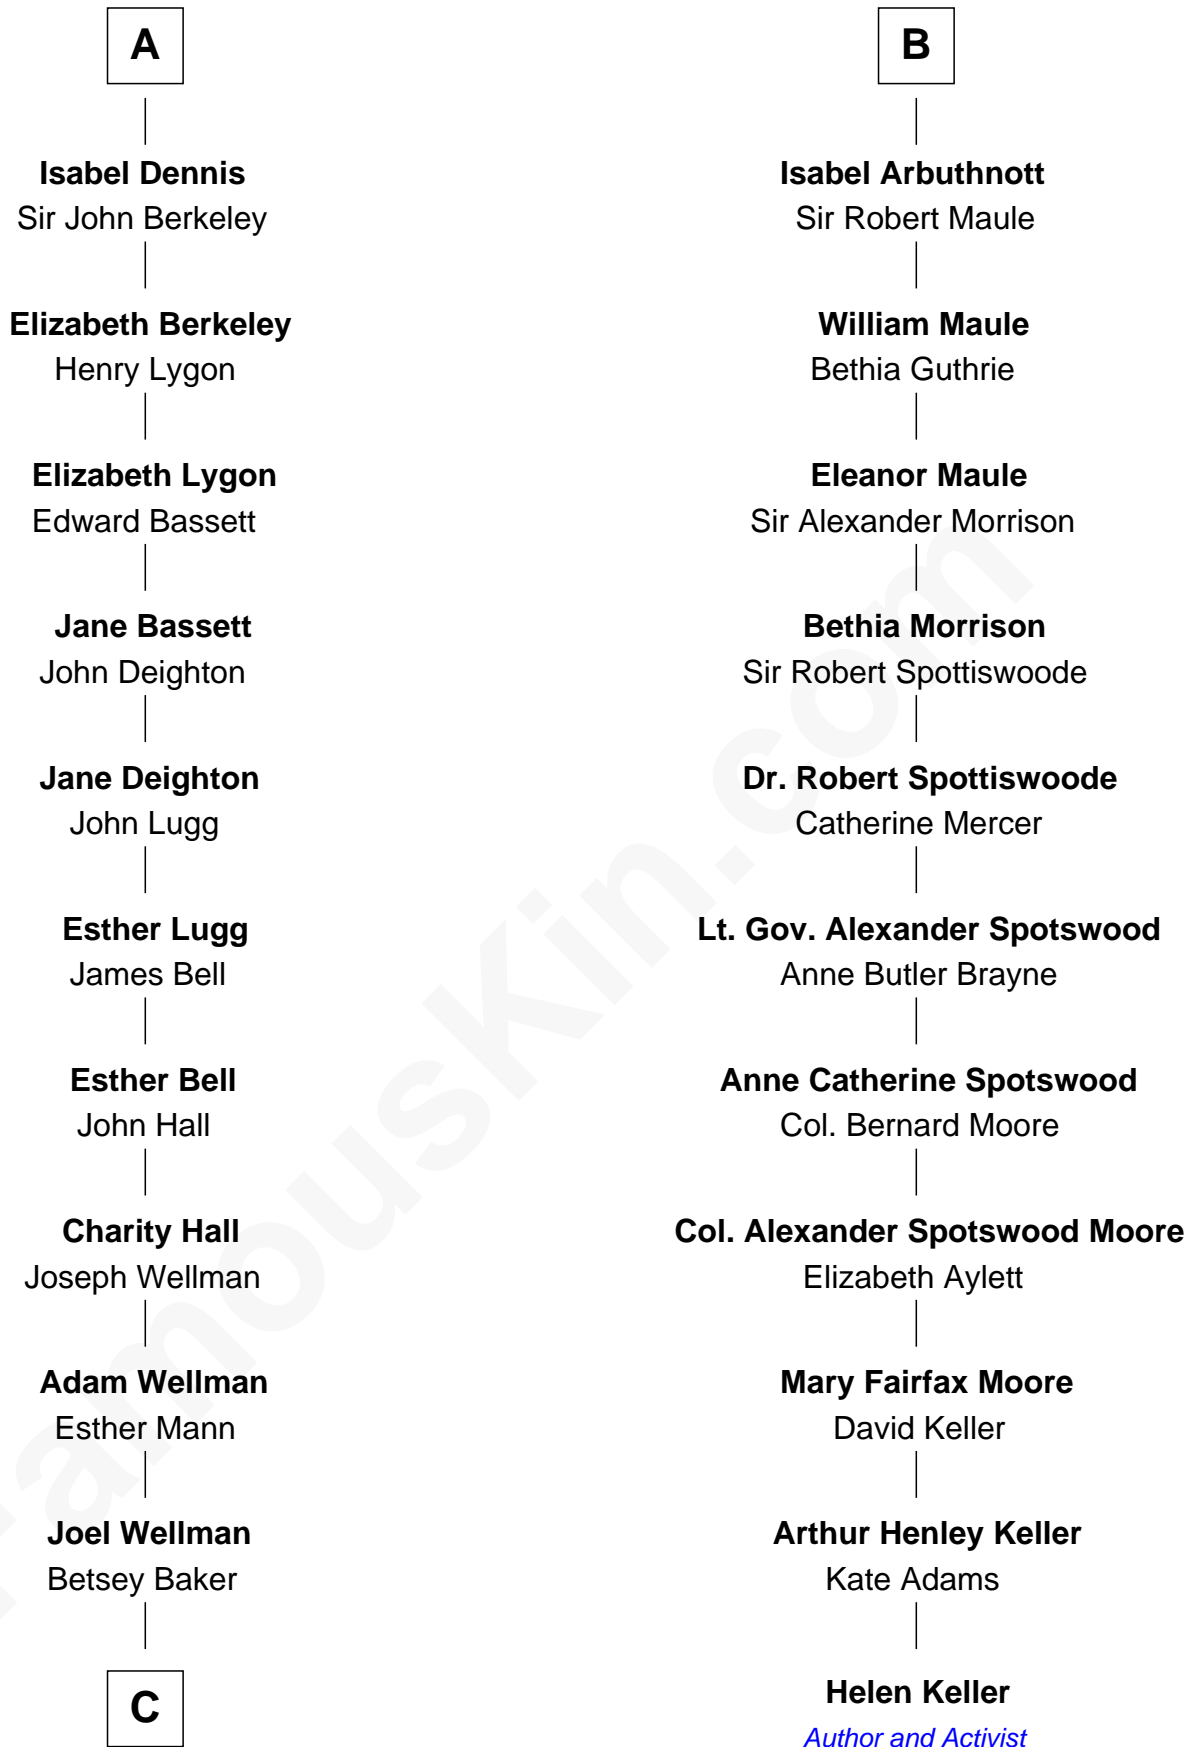 A
Isabel Dennis
Sir John Berkeley
Elizabeth Berkeley
Henry Lygon
Elizabeth Lygon
Edward Bassett
Jane Bassett
John Deighton
Jane Deighton
John Lugg
Esther Lugg
James Bell
Esther Bell
John Hall
Charity Hall
Joseph Wellman
Adam Wellman
Esther Mann
Joel Wellman
Betsey Baker
C
B
Isabel Arbuthnott
Sir Robert Maule
William Maule
Bethia Guthrie
Eleanor Maule
Sir Alexander Morrison
Bethia Morrison
Sir Robert Spottiswoode
Dr. Robert Spottiswoode
Catherine Mercer
Lt. Gov. Alexander Spotswood
Anne Butler Brayne
Anne Catherine Spotswood
Col. Bernard Moore
Col. Alexander Spotswood Moore
Elizabeth Aylett
Mary Fairfax Moore
David Keller
Arthur Henley Keller
Kate Adams
Helen Keller
Author and Activist
FamousKin.com